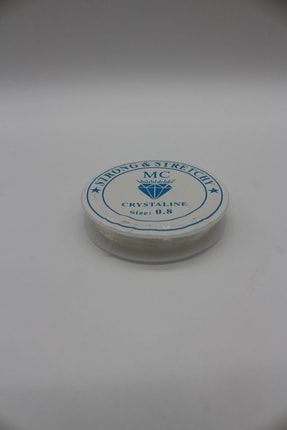 STRONG & STRETCHY
MC
CRYSTALINE
Size: 0.8